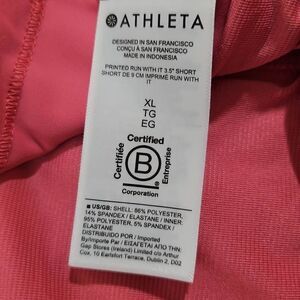 ATHLETA
DESIGNED IN SAN FRANCISCO
CONÇU À SAN FRANCISCO
MADE IN INDONESIA
PRINTED RUN WITH IT 3.5" SHORT
SHORT DE 9 CM IMPRIMÉ RUN WITH
IT
XL
TG
EG
Certified
Certifiée
B
Entreprise
Corporation
US/GB: SHELL: 86% POLYESTER,
14% SPANDEX / ELASTANE / INNER:
95% POLYESTER, 5% SPANDEX /
ELASTANE
DISTRIBUIDO POR / Imported
By/Importe Par / ΕΙΣΑΓΕΤΑΙ ΑΠΟ ΤΗΝ:
Gap Stores (Ireland) Limited c/o Arthur
Cox, 10 Earlsfort Terrace, Dublin 2, D02